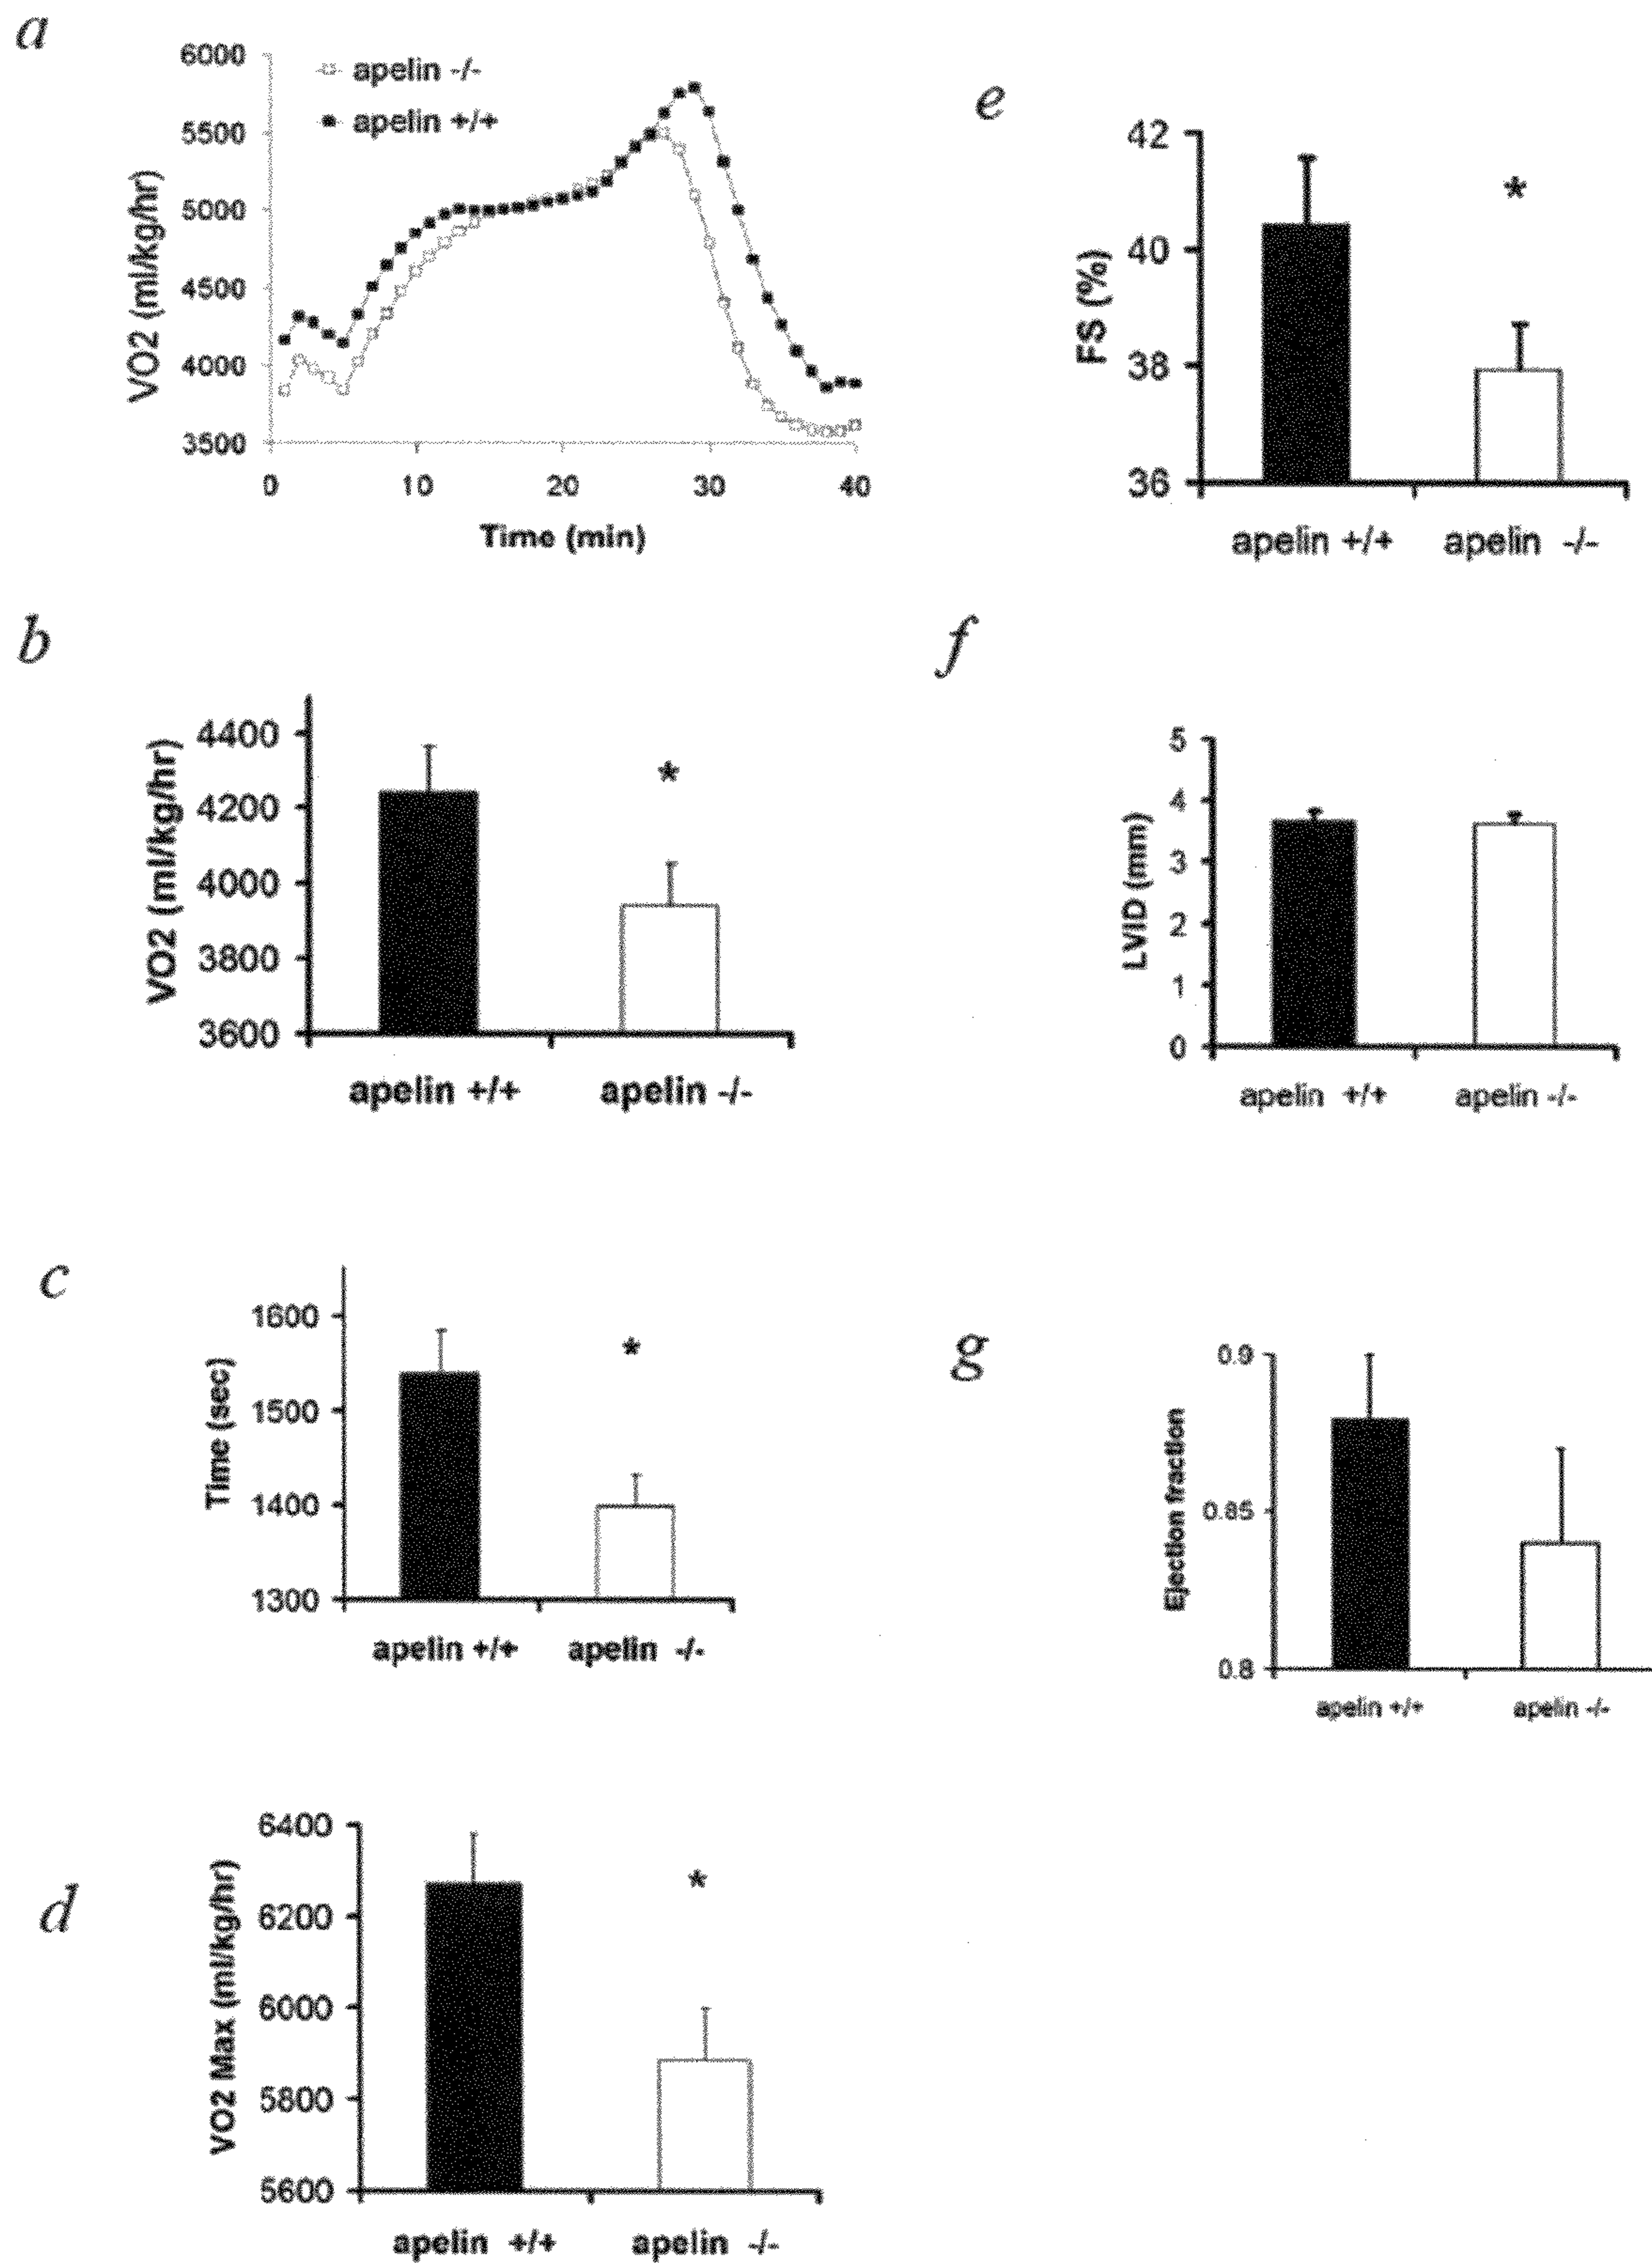 a
6000
5500
5000
4500
4000
3500
VO2 (ml/kg/hr)
apelin -/-
apelin +/+
0 10 20 30 40
Time (min)
b
4400
4200
4000
3800
3600
VO2 (ml/kg/hr)
*
apelin +/+ apelin -/-
c
1600
1500
1400
1300
Time (sec)
*
apelin +/+ apelin -/-
d
6400
6200
6000
5800
5600
VO2 Max (ml/kg/hr)
*
apelin +/+ apelin -/-
e
42
40
38
36
FS (%)
*
apelin +/+ apelin -/-
f
5
4
3
2
1
0
LVID (mm)
apelin +/+ apelin -/-
g
0.9
0.85
0.8
Ejection fraction
apelin +/+ apelin -/-